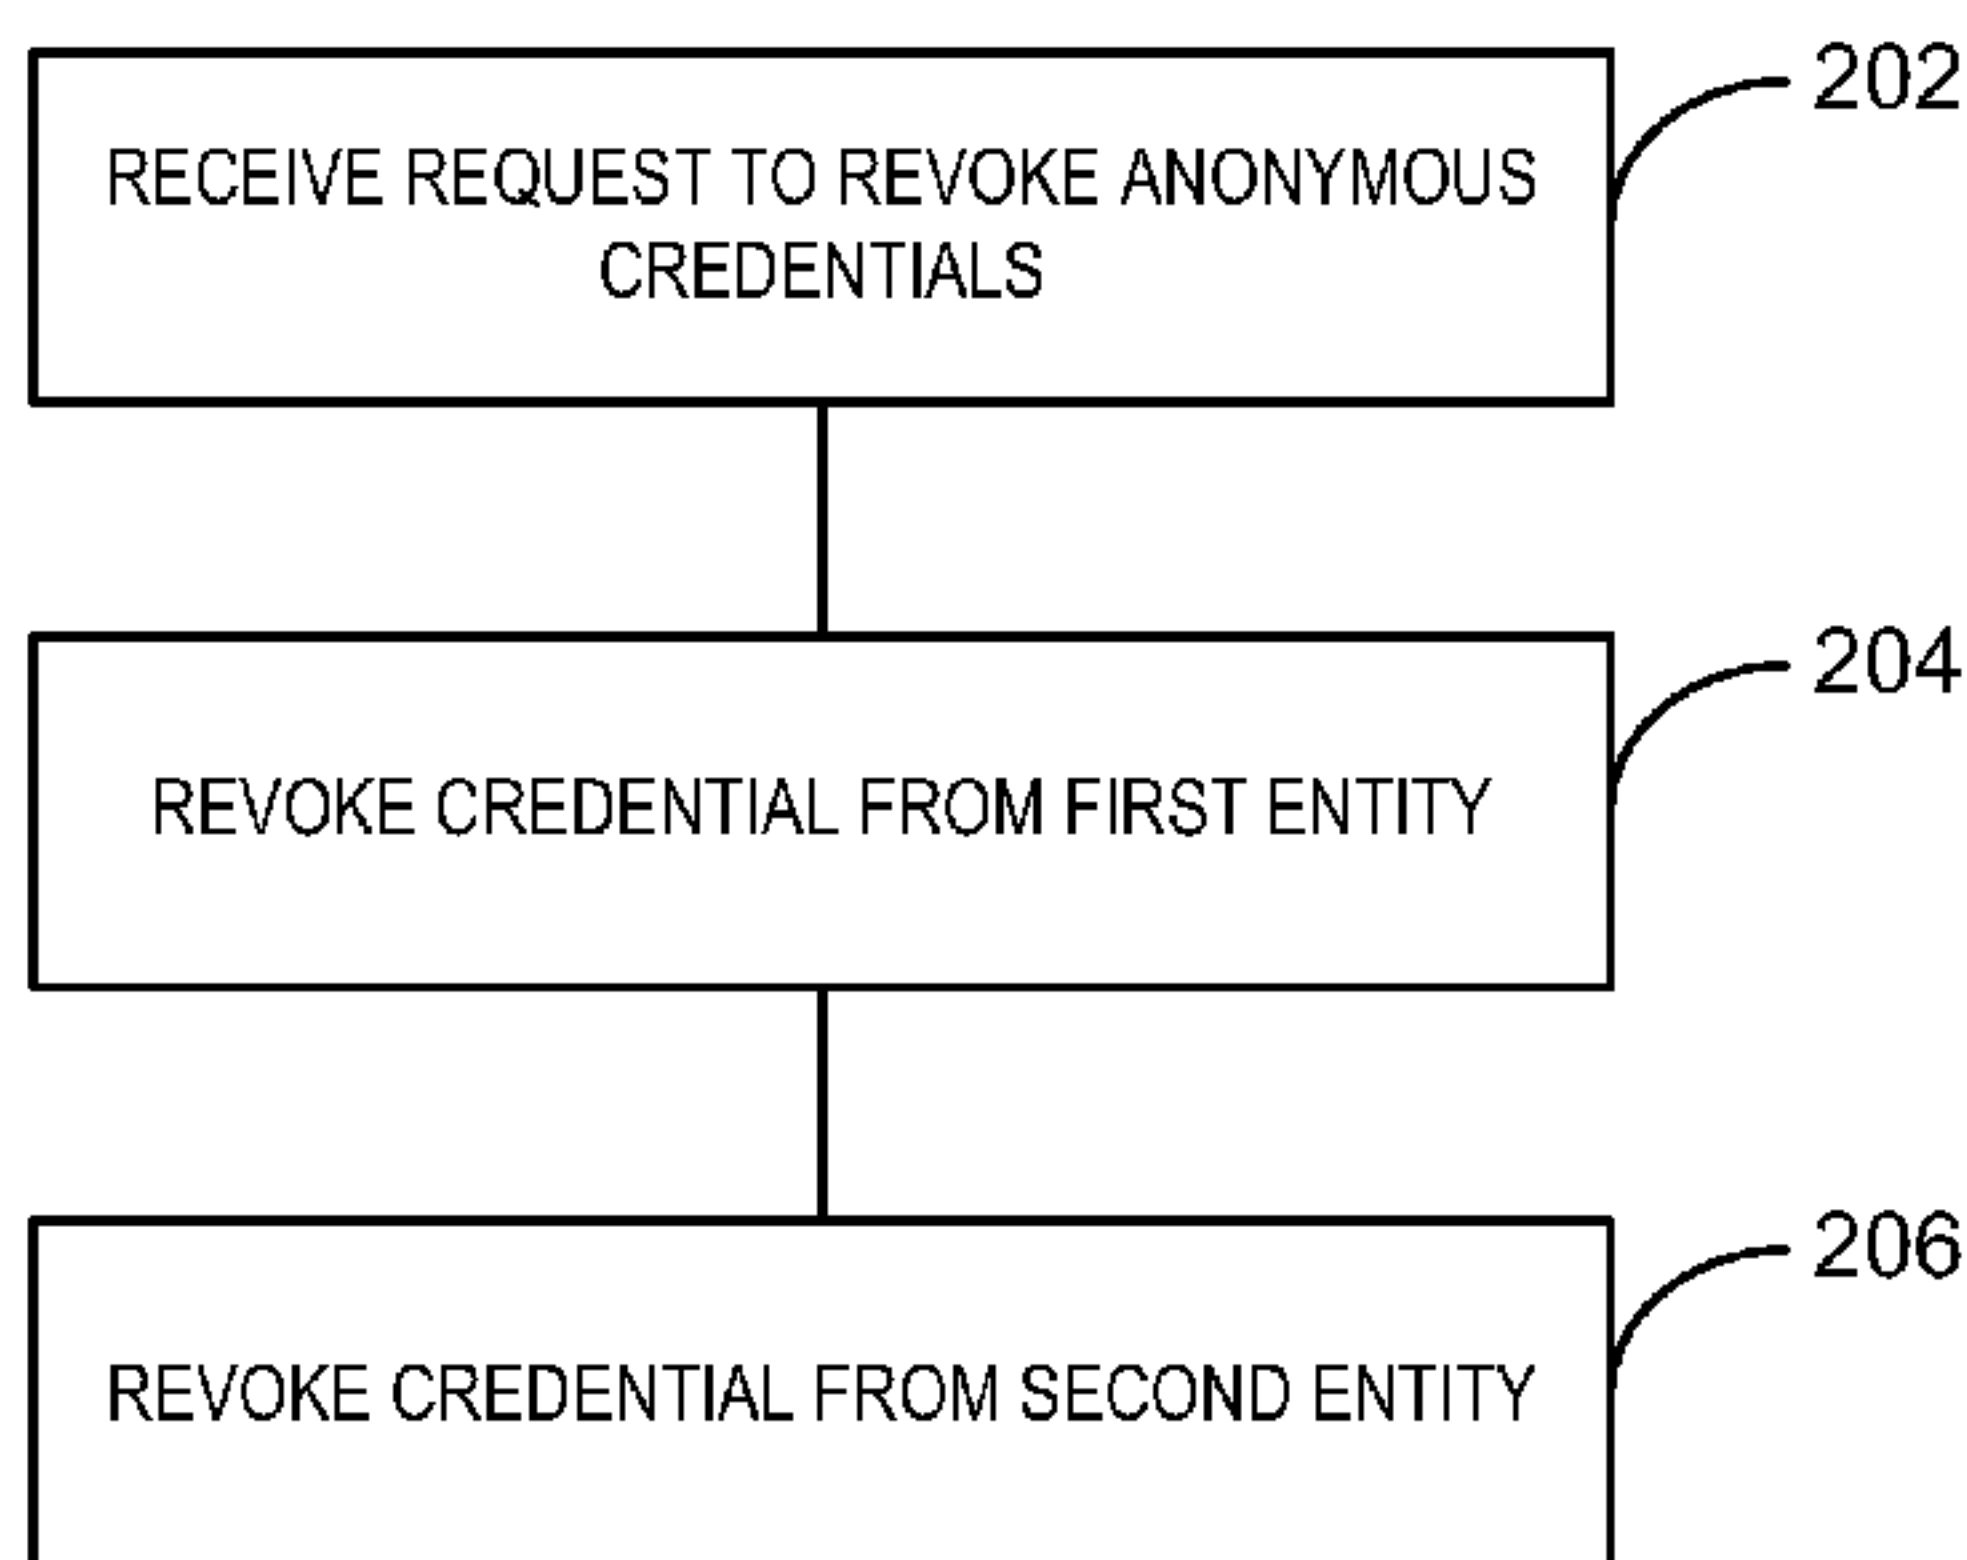 202
RECEIVE REQUEST TO REVOKE ANONYMOUS
CREDENTIALS
204
REVOKE CREDENTIAL FROM FIRST ENTITY
206
REVOKE CREDENTIAL FROM SECOND ENTITY